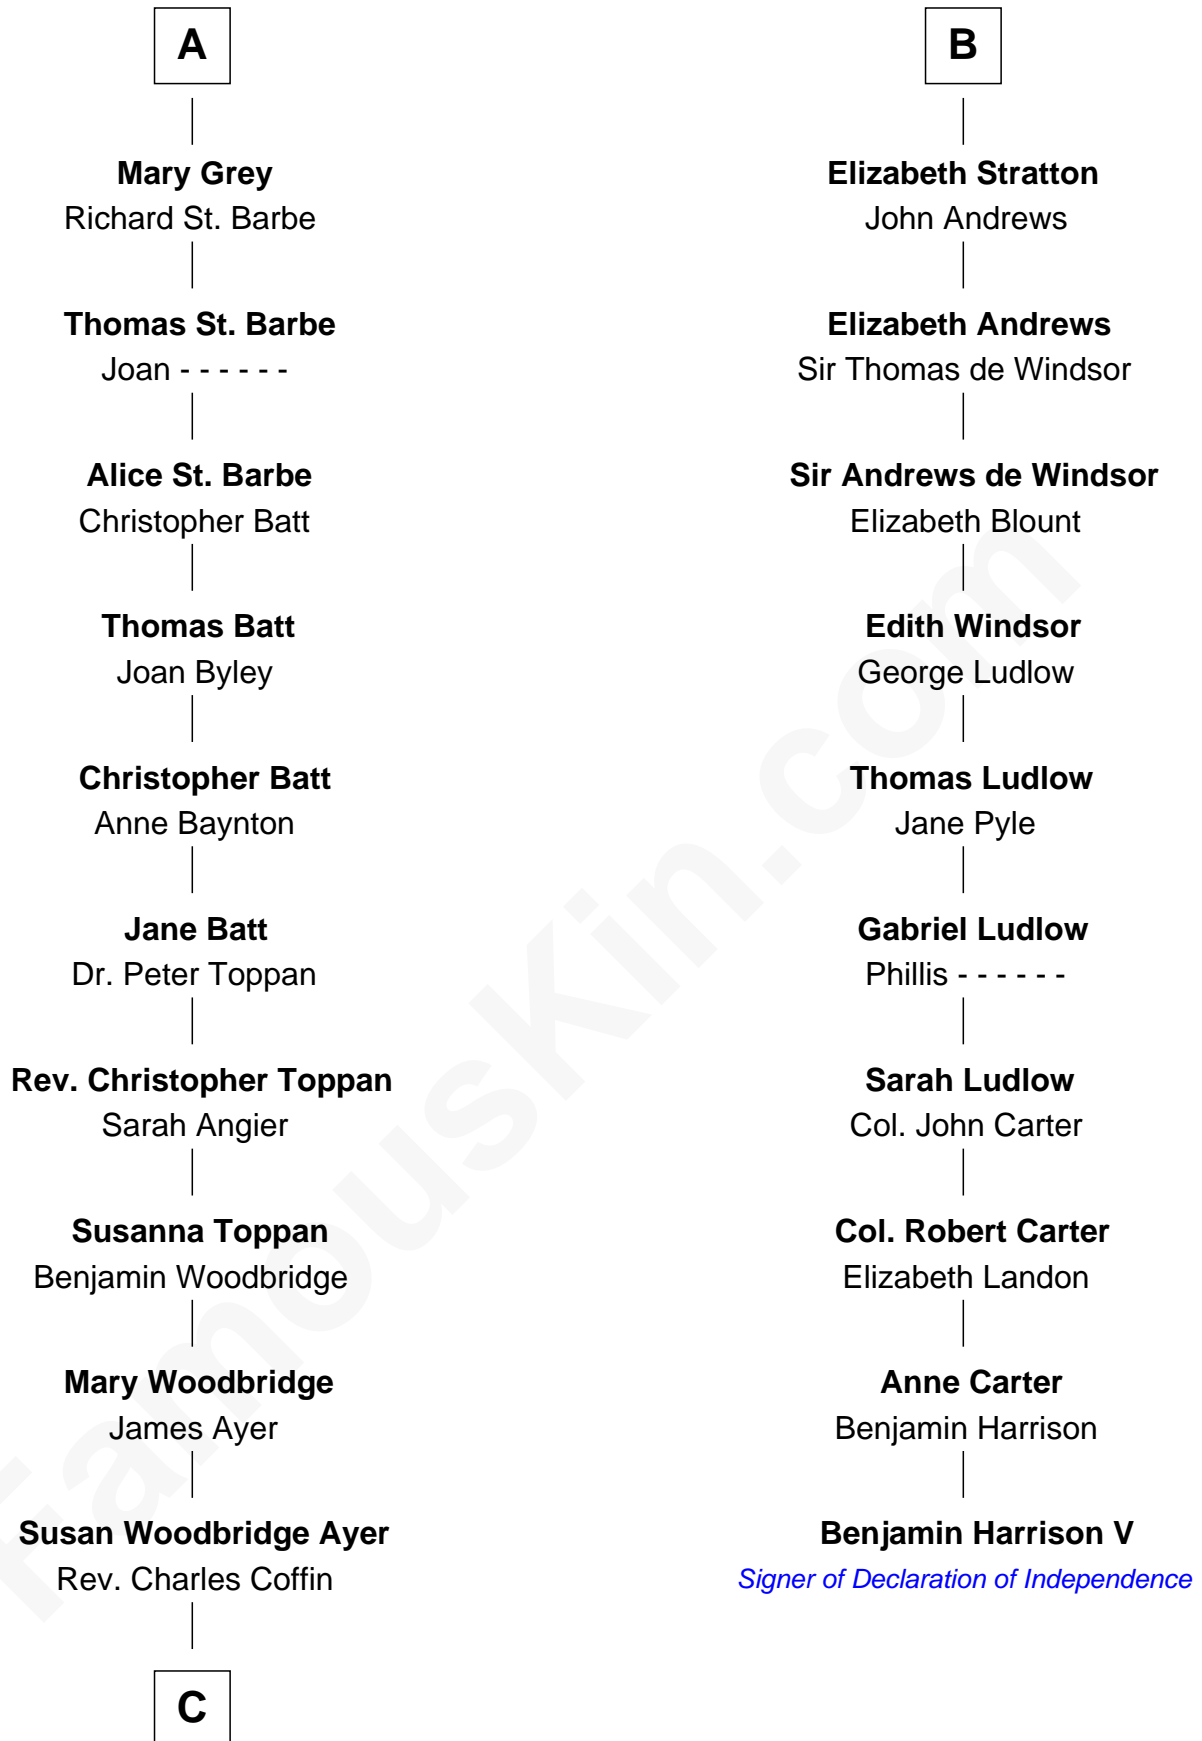 A
Mary Grey
Richard St. Barbe
Thomas St. Barbe
Joan - - - - - -
Alice St. Barbe
Christopher Batt
Thomas Batt
Joan Byley
Christopher Batt
Anne Baynton
Jane Batt
Dr. Peter Toppan
Rev. Christopher Toppan
Sarah Angier
Susanna Toppan
Benjamin Woodbridge
Mary Woodbridge
James Ayer
Susan Woodbridge Ayer
Rev. Charles Coffin
C
B
Elizabeth Stratton
John Andrews
Elizabeth Andrews
Sir Thomas de Windsor
Sir Andrews de Windsor
Elizabeth Blount
Edith Windsor
George Ludlow
Thomas Ludlow
Jane Pyle
Gabriel Ludlow
Phillis - - - - - -
Sarah Ludlow
Col. John Carter
Col. Robert Carter
Elizabeth Landon
Anne Carter
Benjamin Harrison
Benjamin Harrison V
Signer of Declaration of Independence
FamousKin.com